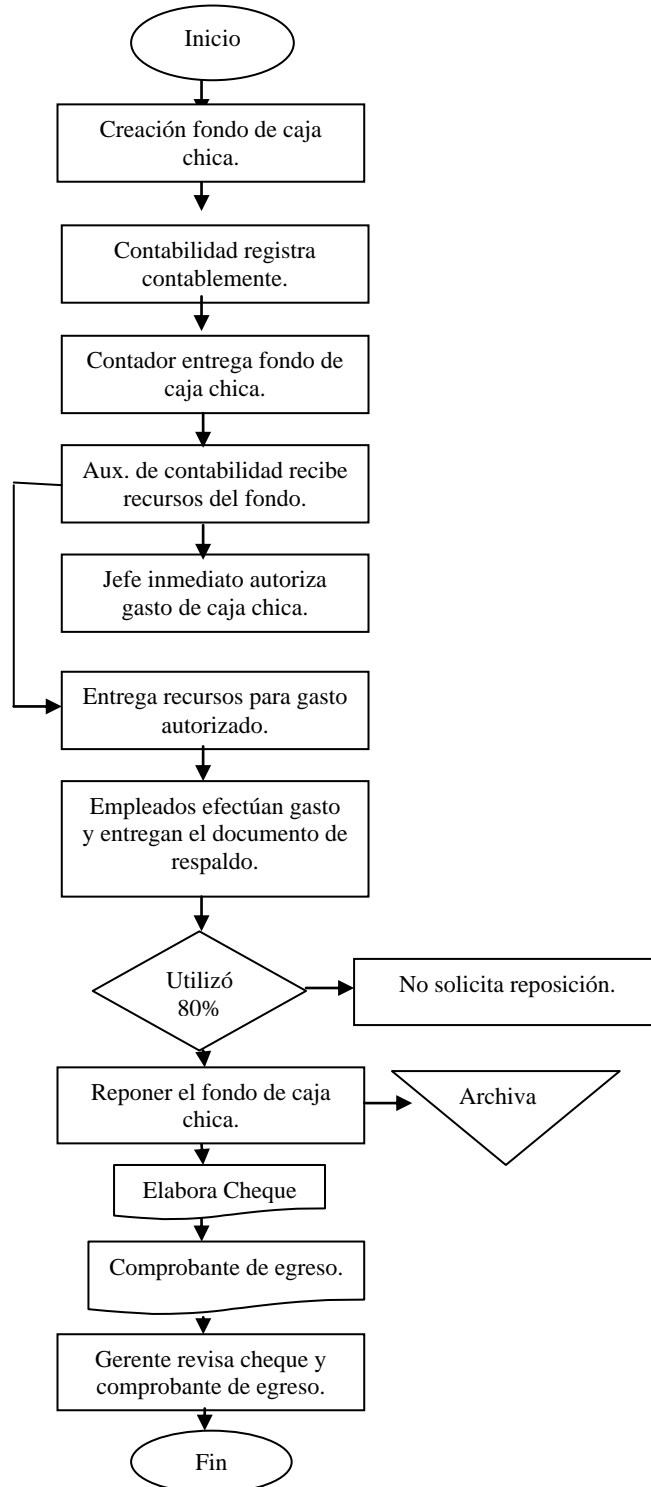 Inicio
Creación fondo de caja
chica.
Contabilidad registra
contablemente.
Contador entrega fondo de
caja chica.
Aux. de contabilidad recibe
recursos del fondo.
Jefe inmediato autoriza
gasto de caja chica.
Entrega recursos para gasto
autorizado.
Empleados efectúan gasto
y entregan el documento de
respaldo.
Utilizó
80%
No solicita reposición.
Reponer el fondo de caja
chica.
Archiva
Elabora Cheque
Comprobante de egreso.
Gerente revisa cheque y
comprobante de egreso.
Fin